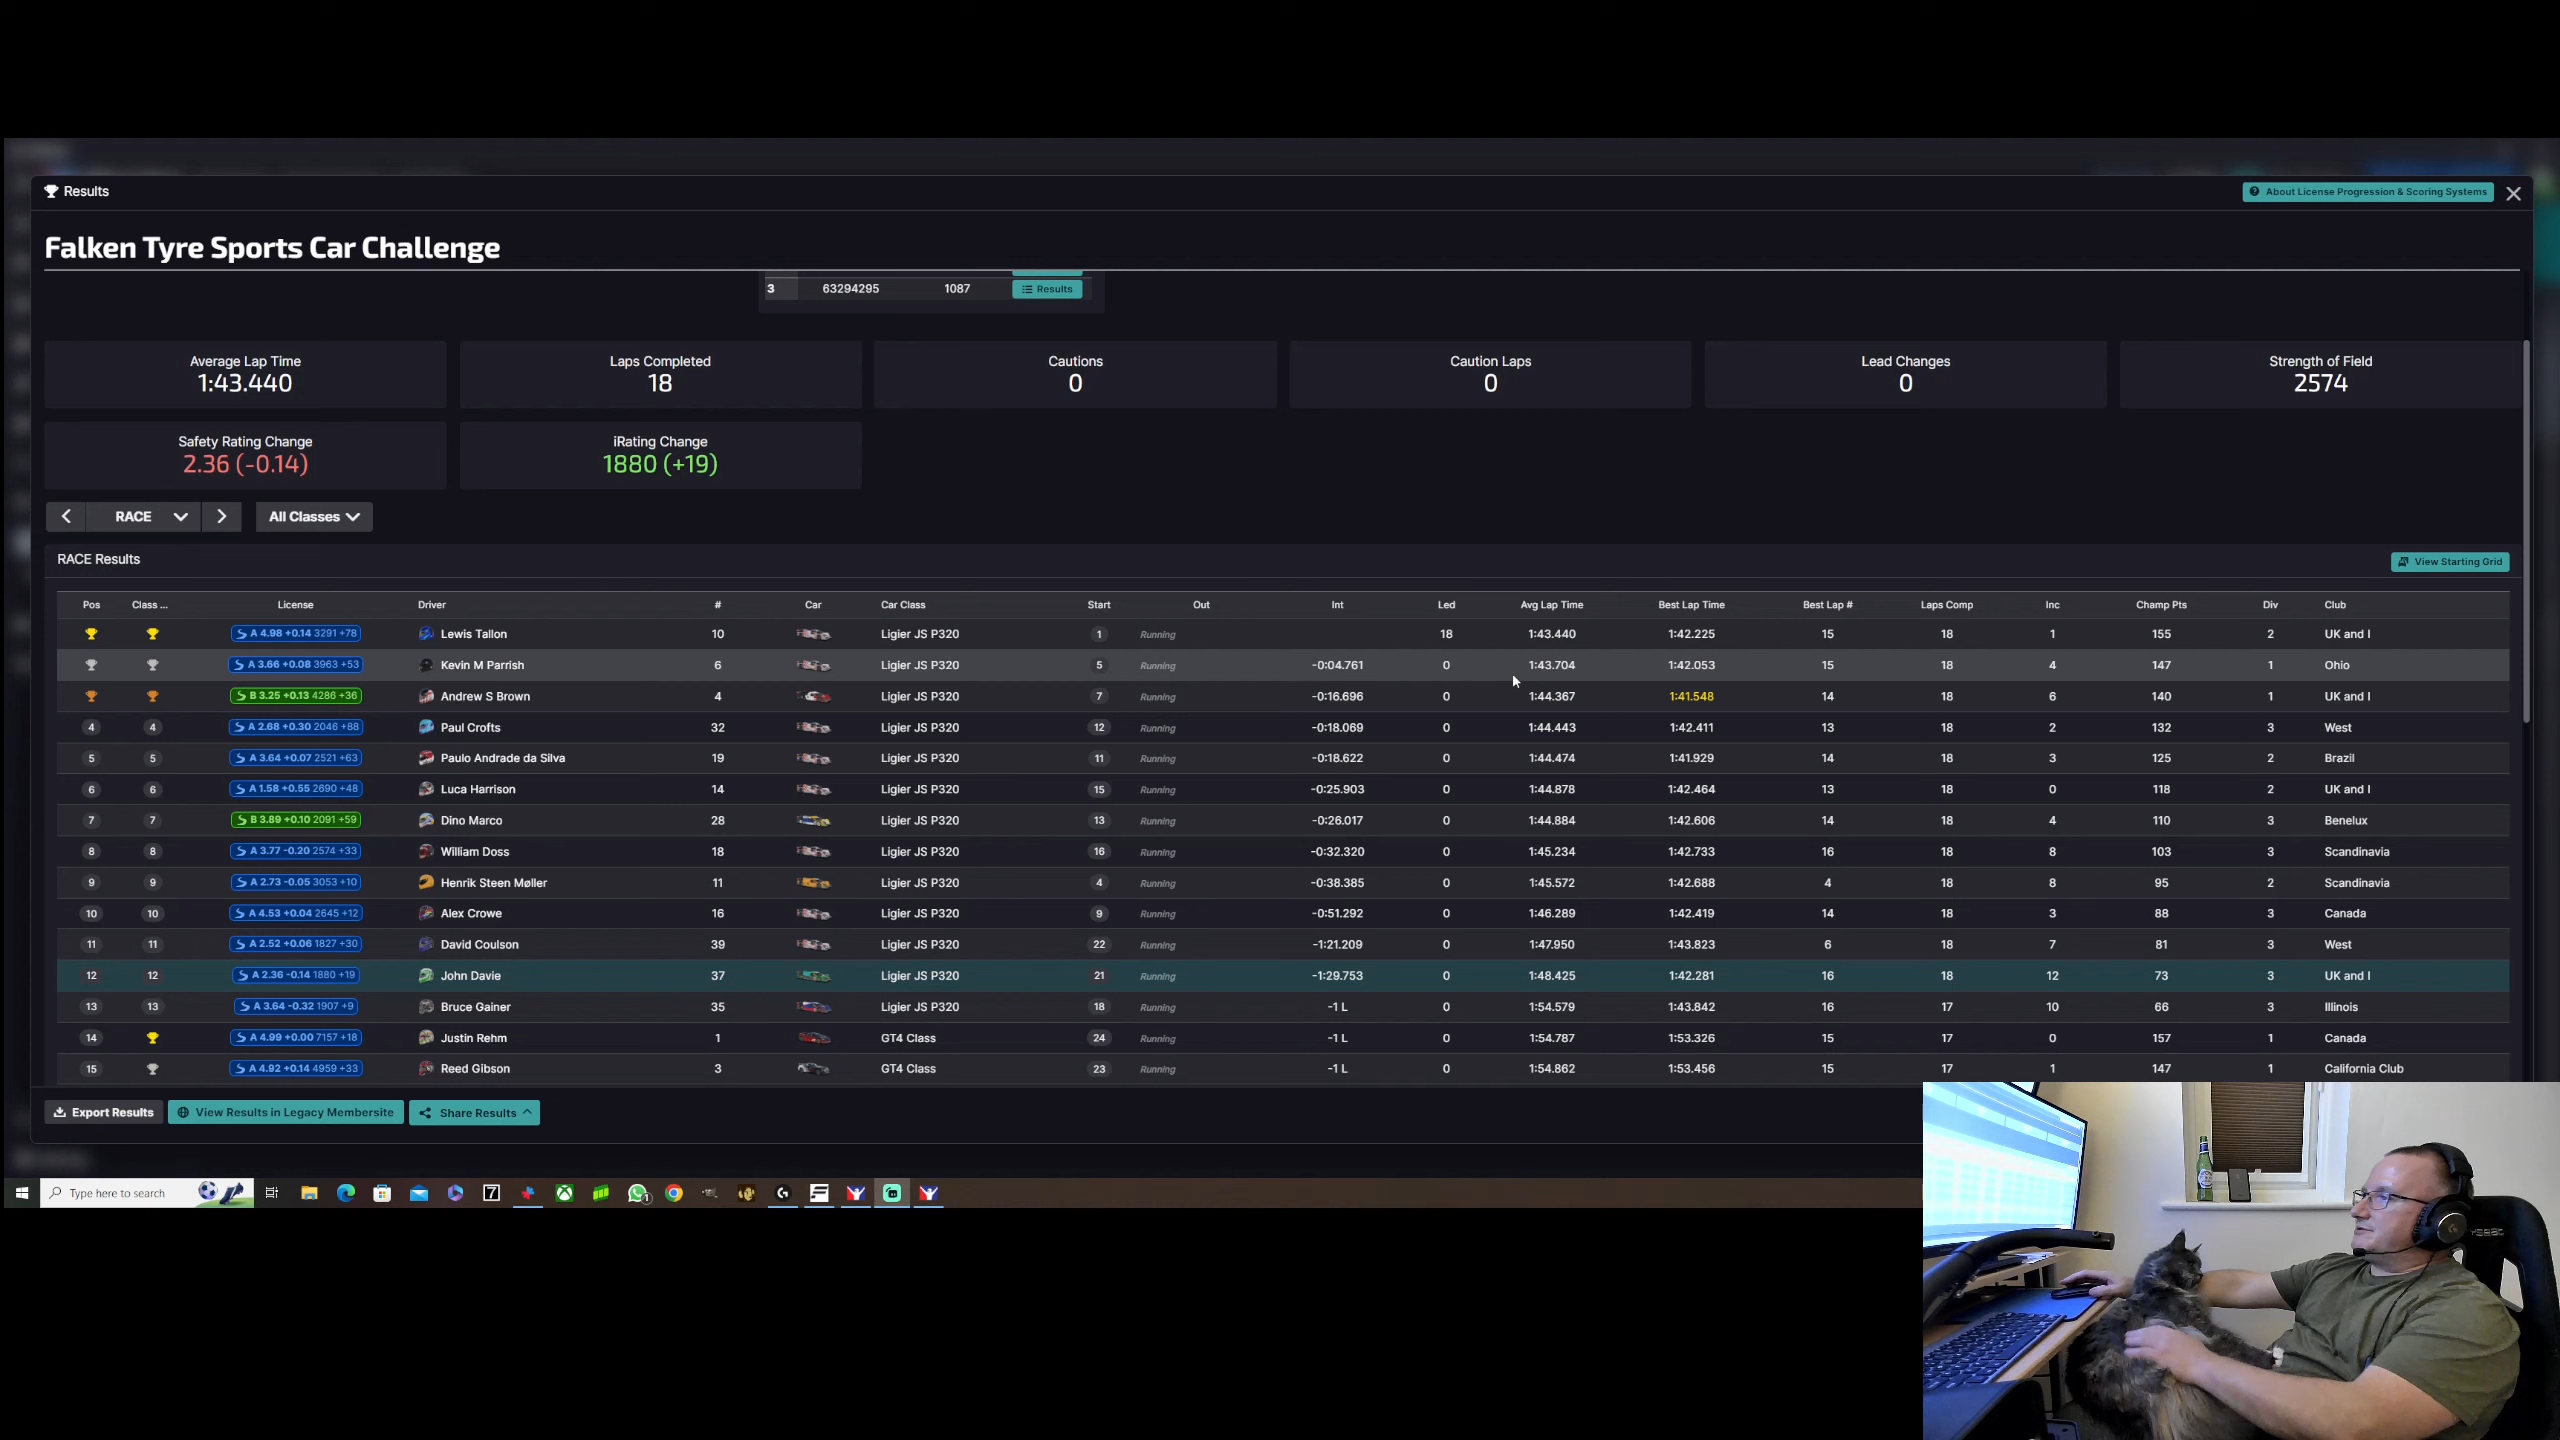 Results
About License Progression & Scoring Systems
Falken Tyre Sports Car Challenge
3 63294295 1087 Results
Average Lap Time Laps Completed Cautions Caution Laps Lead Changes Strength of Field
1:43.440 18 0 0 0 2574
Safety Rating Change iRating Change
2.36 (-0.14) 1880 (+19)
RACE All Classes
RACE Results View Starting Grid
Pos Class ... License Driver # Car Car Class Start Out Int Led Avg Lap Time Best Lap Time Best Lap # Laps Comp Inc Champ Pts Div Club
A 4.98 +0.14 3291 +78 Lewis Tallon 10 Ligier JS P320 1 Running 18 1:43.440 1:42.225 15 18 1 155 2 UK and I
A 3.66 +0.08 3963 +53 Kevin M Parrish 6 Ligier JS P320 5 Running -0:04.761 0 1:43.704 1:42.053 15 18 4 147 1 Ohio
B 3.25 +0.13 4286 +36 Andrew S Brown 4 Ligier JS P320 7 Running -0:16.696 0 1:44.367 1:41.548 14 18 6 140 1 UK and I
4 4 A 2.68 +0.30 2046 +88 Paul Crofts 32 Ligier JS P320 12 Running -0:18.069 0 1:44.443 1:42.411 13 18 2 132 3 West
5 5 A 3.64 +0.07 2521 +63 Paulo Andrade da Silva 19 Ligier JS P320 11 Running -0:18.622 0 1:44.474 1:41.929 14 18 3 125 2 Brazil
6 6 A 1.58 +0.55 2690 +48 Luca Harrison 14 Ligier JS P320 15 Running -0:25.903 0 1:44.878 1:42.464 13 18 0 118 2 UK and I
7 7 B 3.89 +0.10 2091 +59 Dino Marco 28 Ligier JS P320 13 Running -0:26.017 0 1:44.884 1:42.606 14 18 4 110 3 Benelux
8 8 A 3.77 -0.20 2574 +33 William Doss 18 Ligier JS P320 16 Running -0:32.320 0 1:45.234 1:42.733 16 18 8 103 3 Scandinavia
9 9 A 2.73 -0.05 3053 +10 Henrik Steen Møller 11 Ligier JS P320 4 Running -0:38.385 0 1:45.572 1:42.688 4 18 8 95 2 Scandinavia
10 10 A 4.53 +0.04 2645 +12 Alex Crowe 16 Ligier JS P320 9 Running -0:51.292 0 1:46.289 1:42.419 14 18 3 88 3 Canada
11 11 A 2.52 +0.06 1827 +30 David Coulson 39 Ligier JS P320 22 Running -1:21.209 0 1:47.950 1:43.823 6 18 7 81 3 West
12 12 A 2.36 -0.14 1880 +19 John Davie 37 Ligier JS P320 21 Running -1:29.753 0 1:48.425 1:42.281 16 18 12 73 3 UK and I
13 13 A 3.64 -0.32 1907 +9 Bruce Gainer 35 Ligier JS P320 18 Running -1 L 0 1:54.579 1:43.842 16 17 10 66 3 Illinois
14 A 4.99 +0.00 7157 +18 Justin Rehm 1 GT4 Class 24 Running -1 L 0 1:54.787 1:53.326 15 17 0 157 1 Canada
15 A 4.92 +0.14 4959 +33 Reed Gibson 3 GT4 Class 23 Running -1 L 0 1:54.862 1:53.456 15 17 1 147 1 California Club
Export Results View Results in Legacy Membersite Share Results
Type here to search